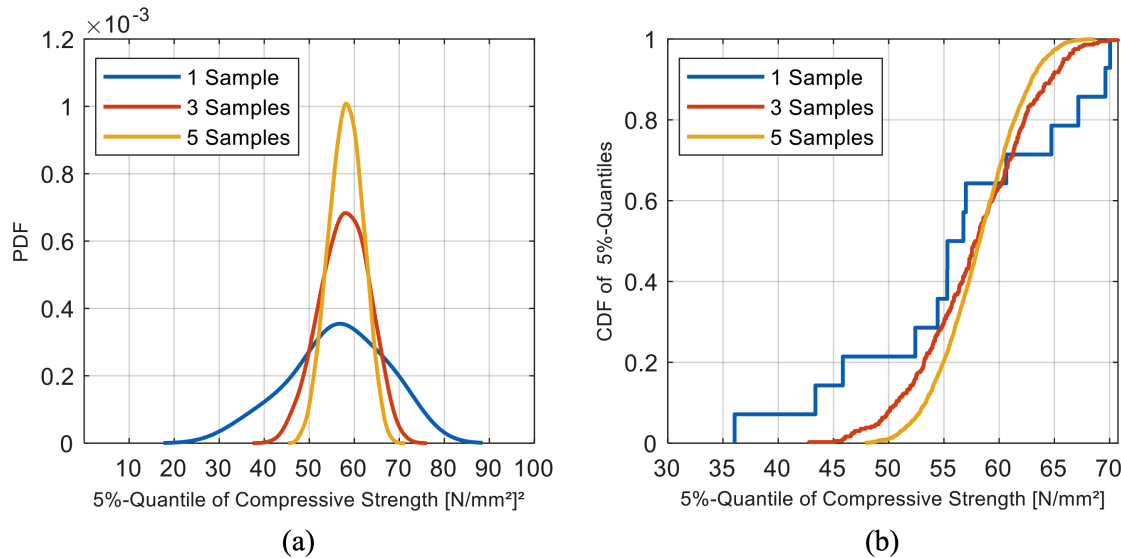 ×10⁻³
1.2
1
0.8
0.6
0.4
0.2
0
PDF
1 Sample
3 Samples
5 Samples
10 20 30 40 50 60 70 80 90 100
5%-Quantile of Compressive Strength [N/mm²]²
(a)
1
0.8
0.6
0.4
0.2
0
CDF of 5%-Quantiles
1 Sample
3 Samples
5 Samples
30 35 40 45 50 55 60 65 70
5%-Quantile of Compressive Strength [N/mm²]
(b)